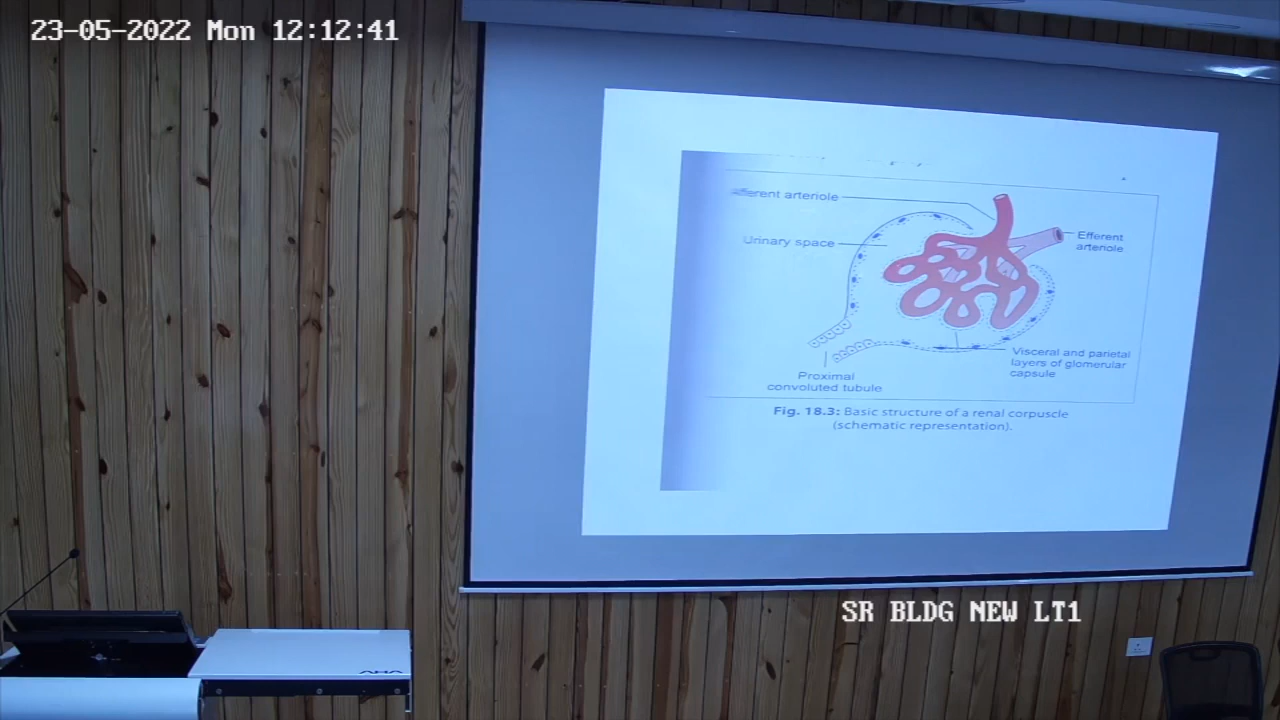 23-05-2022 Mon 12:12:41
Afferent arteriole
Urinary space
Efferent
arteriole
Visceral and parietal
layers of glomerular
capsule
Proximal
convoluted tubule
Fig. 18.3: Basic structure of a renal corpuscle
(schematic representation).
SR BLDG NEW LT1
AHA